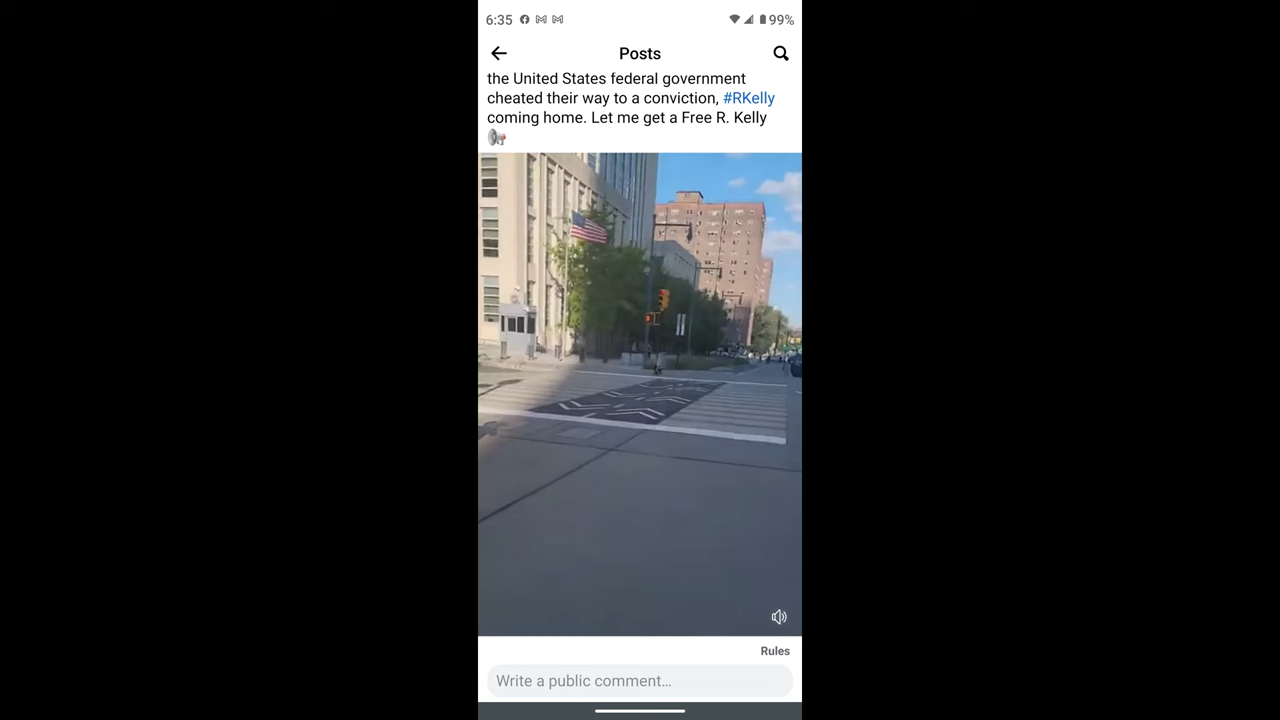 6:35 99%
Posts
the United States federal government
cheated their way to a conviction, #RKelly
coming home. Let me get a Free R. Kelly
Rules
Write a public comment…